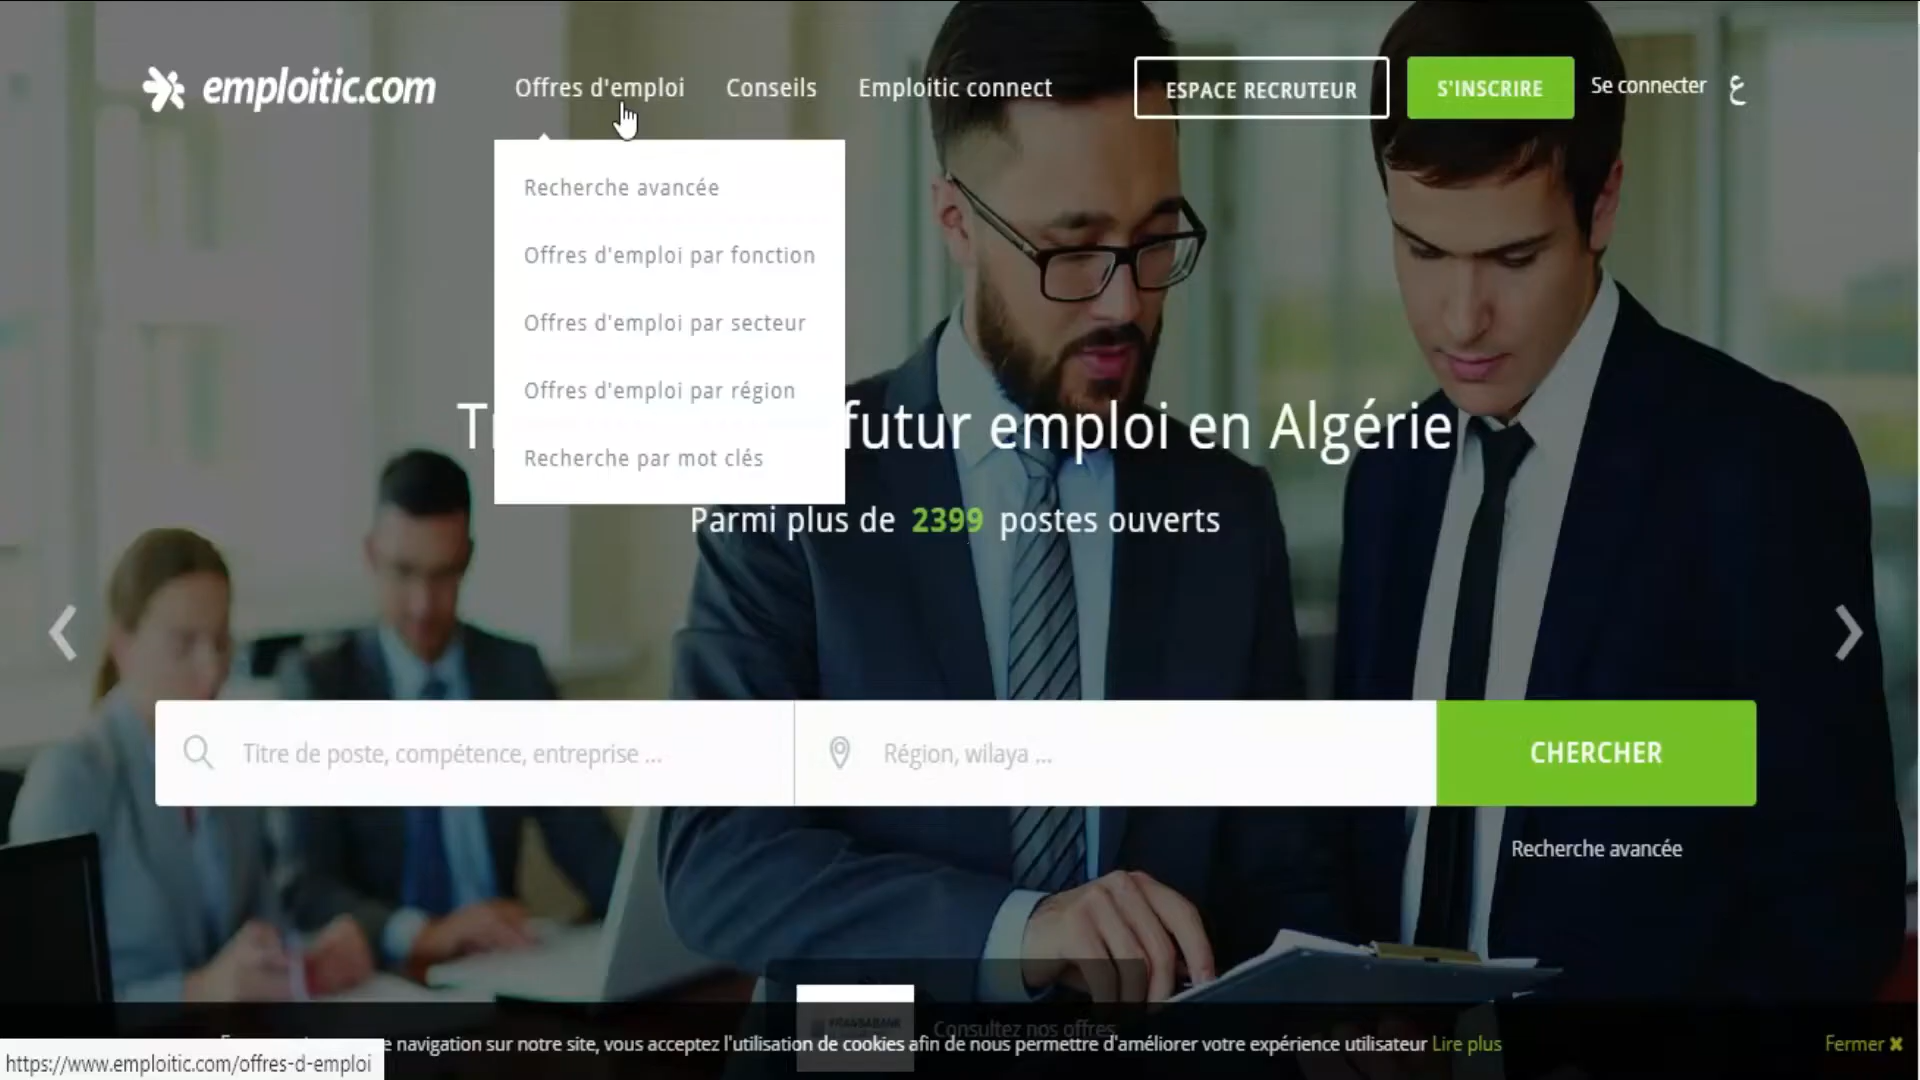 emploitic.com
Offres d'emploi
Conseils
Emploitic connect
ESPACE RECRUTEUR
S'INSCRIRE
Se connecter
ع
Recherche avancée
Offres d'emploi par fonction
Offres d'emploi par secteur
Offres d'emploi par région
Recherche par mot clés
futur emploi en Algérie
Parmi plus de 2399 postes ouverts
Titre de poste, compétence, entreprise ...
Région, wilaya ...
CHERCHER
Recherche avancée
Consultez nos offres
navigation sur notre site, vous acceptez l'utilisation de cookies afin de nous permettre d'améliorer votre expérience utilisateur Lire plus
Fermer ✖
https://www.emploitic.com/offres-d-emploi